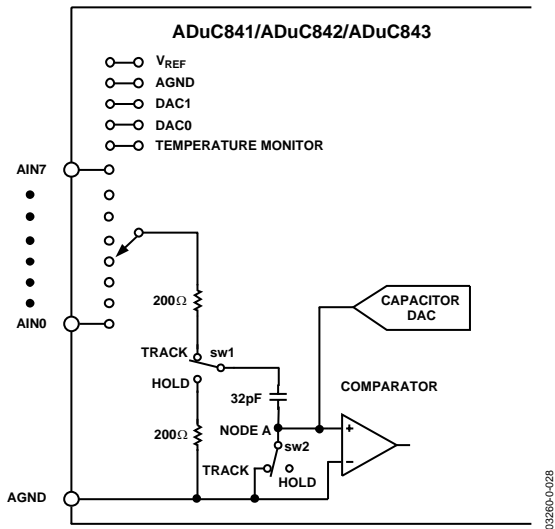 ADuC841/ADuC842/ADuC843
VREF
AGND
DAC1
DAC0
TEMPERATURE MONITOR
AIN7
200Ω
CAPACITOR
DAC
AIN0
TRACK sw1
HOLD
32pF
COMPARATOR
200Ω
NODE A
+
sw2
–
TRACK
HOLD
AGND
03260-0-028